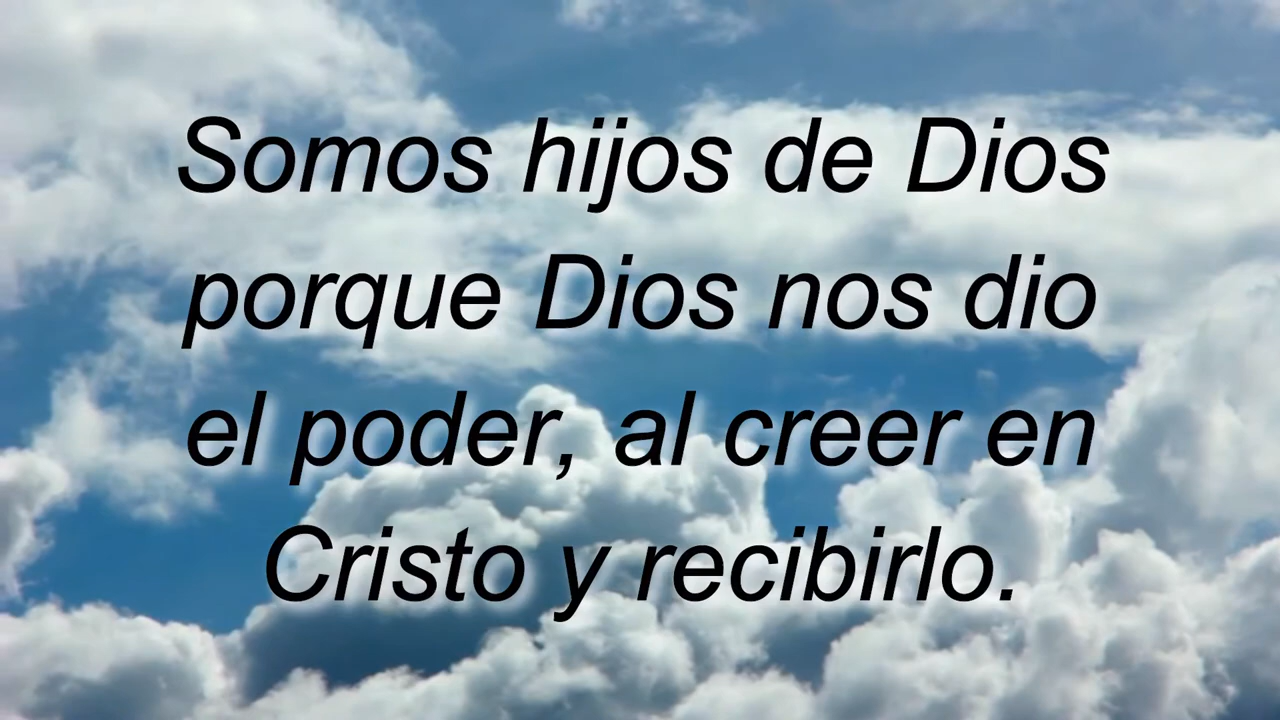 Somos hijos de Dios
porque Dios nos dio
el poder, al creer en
Cristo y recibirlo.